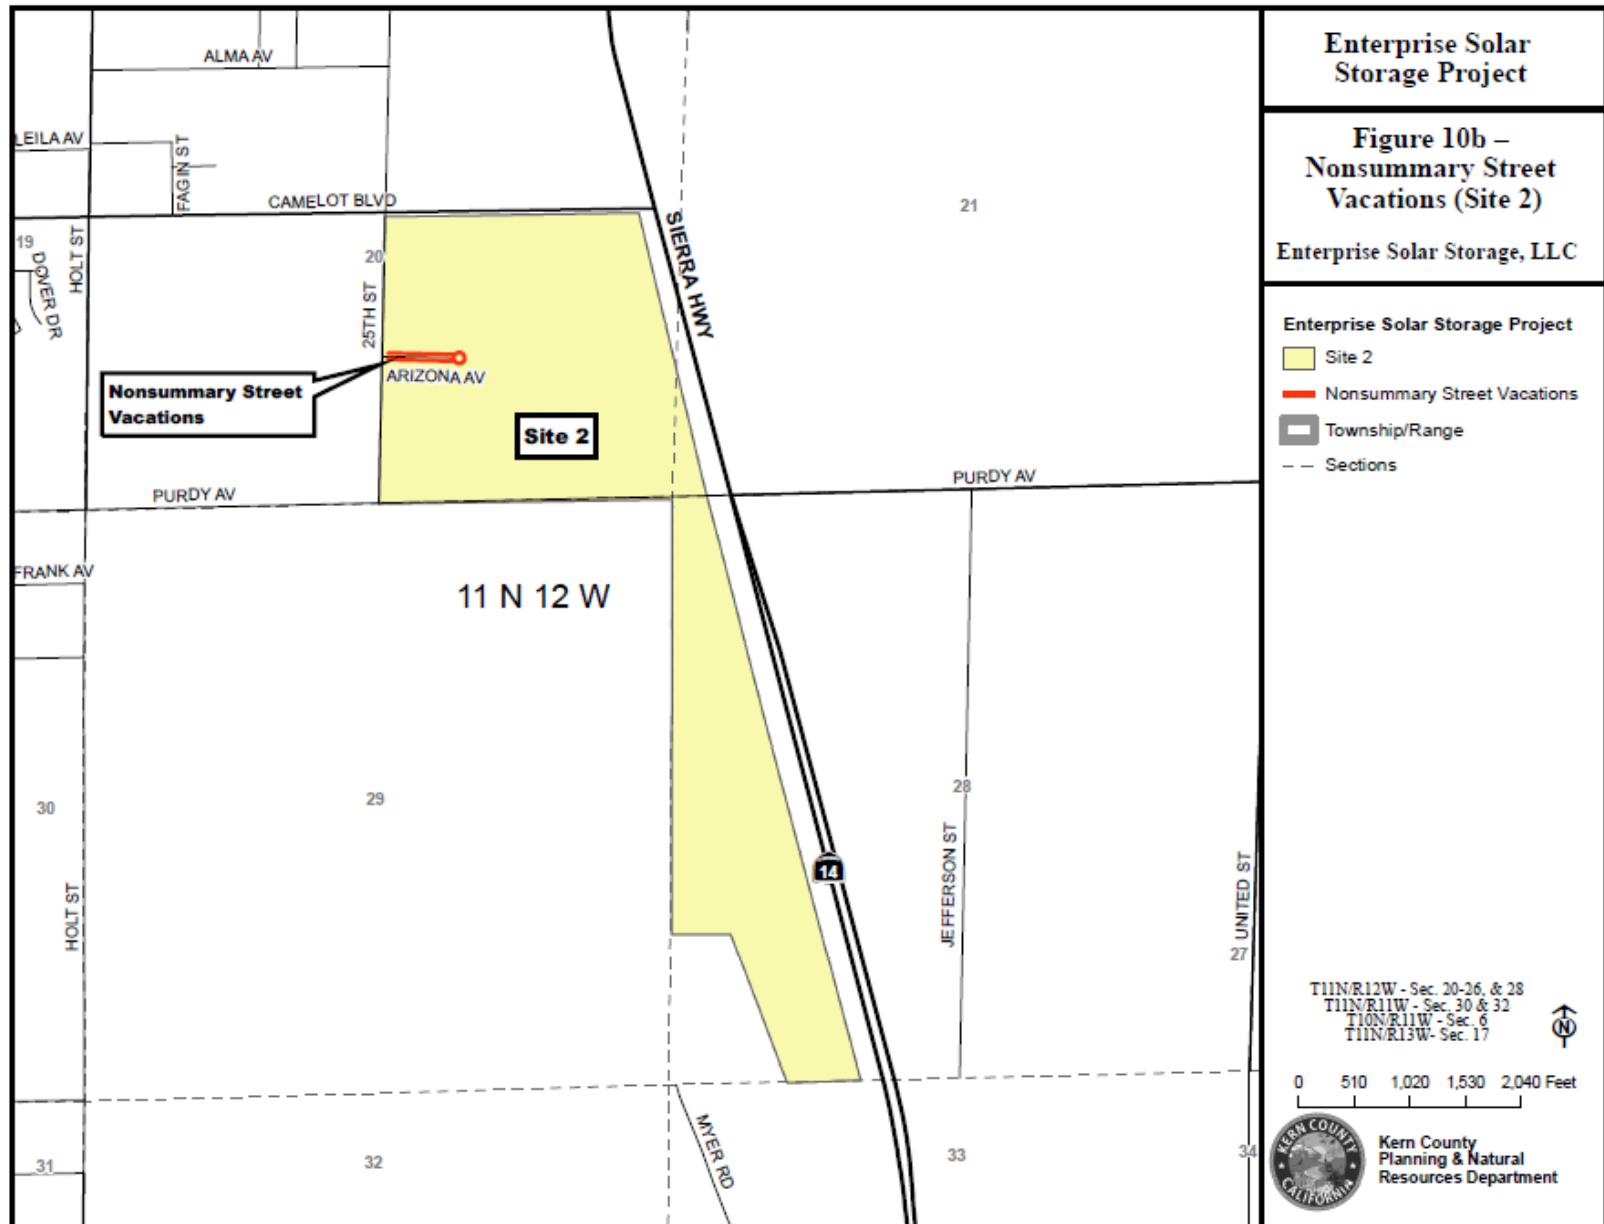 Enterprise Solar
Storage Project
Figure 10b –
Nonsummary Street
Vacations (Site 2)
Enterprise Solar Storage, LLC
Enterprise Solar Storage Project
Site 2
Nonsummary Street Vacations
Township/Range
Sections
T11N/R12W - Sec. 20-26, & 28
T11N/R11W - Sec. 30 & 32
T10N/R11W - Sec. 6
T11N/R13W- Sec. 17
N
0 510 1,020 1,530 2,040 Feet
KERN COUNTY
CALIFORNIA
Kern County
Planning & Natural
Resources Department
ALMA AV
LEILA AV
FAGIN ST
CAMELOT BLVD
21
19
HOLT ST
DOVER DR
20
25TH ST
SIERRA HWY
ARIZONA AV
Nonsummary Street
Vacations
Site 2
PURDY AV
PURDY AV
FRANK AV
11 N 12 W
30
29
28
14
HOLT ST
JEFFERSON ST
UNITED ST
27
MYER RD
31
32
33
34